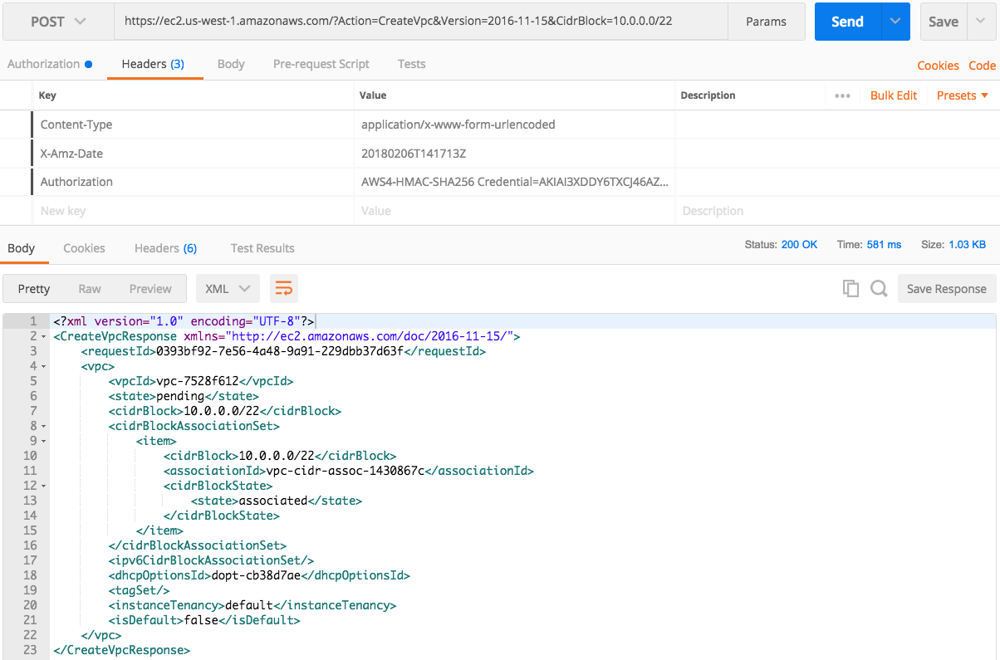 POST https://ec2.us-west-1.amazonaws.com/?Action=CreateVpc&Version=2016-11-15&CidrBlock=10.0.0.0/22 Params Send Save
Authorization Headers (3) Body Pre-request Script Tests Cookies Code
Key Value Description ••• Bulk Edit Presets
Content-Type application/x-www-form-urlencoded
X-Amz-Date 20180206T141713Z
Authorization AWS4-HMAC-SHA256 Credential=AKIAI3XDDY6TXCJ46AZ...
New key Value Description
Body Cookies Headers (6) Test Results Status: 200 OK Time: 581 ms Size: 1.03 KB
Pretty Raw Preview XML Save Response
1 <?xml version="1.0" encoding="UTF-8"?>
2 <CreateVpcResponse xmlns="http://ec2.amazonaws.com/doc/2016-11-15/">
3 <requestId>0393bf92-7e56-4a48-9a91-229dbb37d63f</requestId>
4 <vpc>
5 <vpcId>vpc-7528f612</vpcId>
6 <state>pending</state>
7 <cidrBlock>10.0.0.0/22</cidrBlock>
8 <cidrBlockAssociationSet>
9 <item>
10 <cidrBlock>10.0.0.0/22</cidrBlock>
11 <associationId>vpc-cidr-assoc-1430867c</associationId>
12 <cidrBlockState>
13 <state>associated</state>
14 </cidrBlockState>
15 </item>
16 </cidrBlockAssociationSet>
17 <ipv6CidrBlockAssociationSet/>
18 <dhcpOptionsId>dopt-cb38d7ae</dhcpOptionsId>
19 <tagSet/>
20 <instanceTenancy>default</instanceTenancy>
21 <isDefault>false</isDefault>
22 </vpc>
23 </CreateVpcResponse>